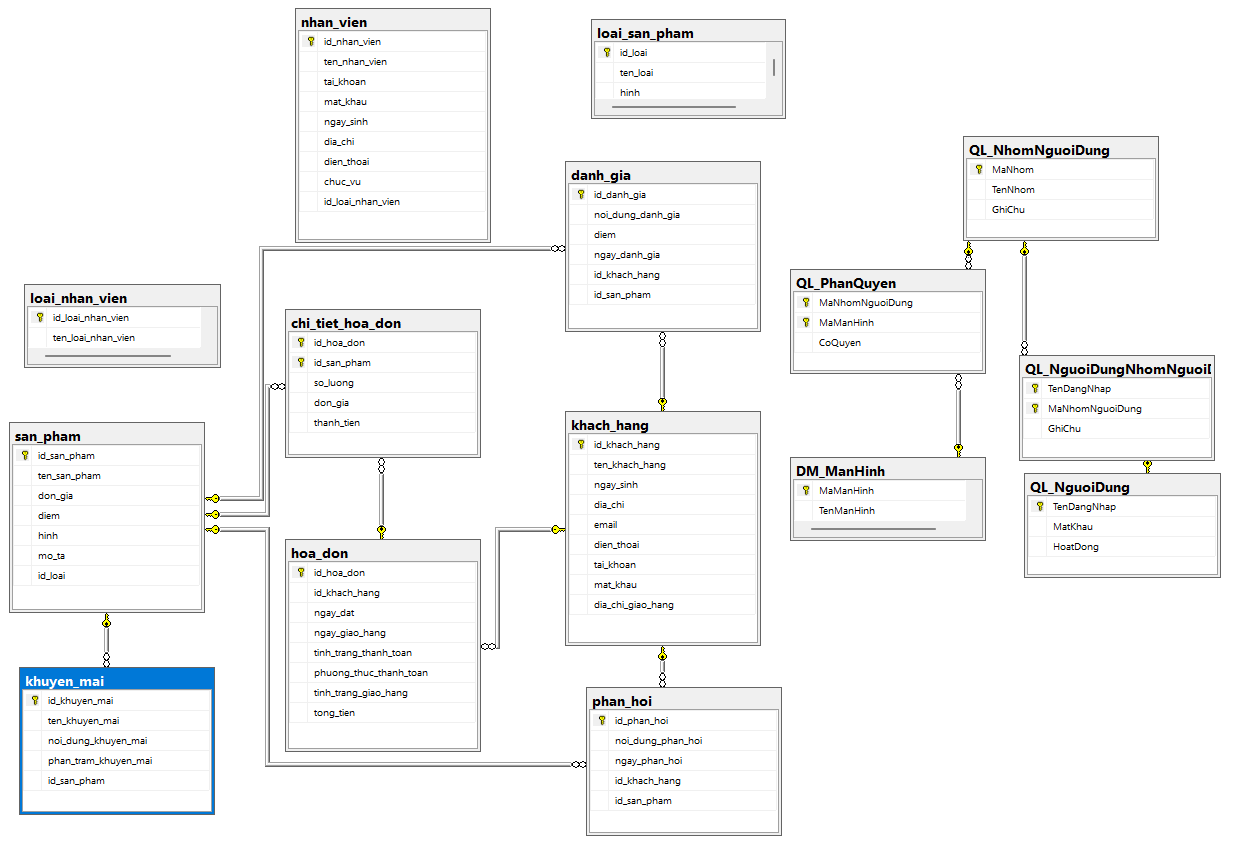 nhan_vien
id_nhan_vien
ten_nhan_vien
tai_khoan
mat_khau
ngay_sinh
dia_chi
dien_thoai
chuc_vu
id_loai_nhan_vien
loai_san_pham
id_loai
ten_loai
hinh
danh_gia
id_danh_gia
noi_dung_danh_gia
diem
ngay_danh_gia
id_khach_hang
id_san_pham
QL_NhomNguoiDung
MaNhom
TenNhom
GhiChu
QL_PhanQuyen
MaNhomNguoiDung
MaManHinh
CoQuyen
loai_nhan_vien
id_loai_nhan_vien
ten_loai_nhan_vien
chi_tiet_hoa_don
id_hoa_don
id_san_pham
so_luong
don_gia
thanh_tien
QL_NguoiDungNhomNguoiD
TenDangNhap
MaNhomNguoiDung
GhiChu
san_pham
id_san_pham
ten_san_pham
don_gia
diem
hinh
mo_ta
id_loai
khach_hang
id_khach_hang
ten_khach_hang
ngay_sinh
dia_chi
email
dien_thoai
tai_khoan
mat_khau
dia_chi_giao_hang
DM_ManHinh
MaManHinh
TenManHinh
QL_NguoiDung
TenDangNhap
MatKhau
HoatDong
hoa_don
id_hoa_don
id_khach_hang
ngay_dat
ngay_giao_hang
tinh_trang_thanh_toan
phuong_thuc_thanh_toan
tinh_trang_giao_hang
tong_tien
khuyen_mai
id_khuyen_mai
ten_khuyen_mai
noi_dung_khuyen_mai
phan_tram_khuyen_mai
id_san_pham
phan_hoi
id_phan_hoi
noi_dung_phan_hoi
ngay_phan_hoi
id_khach_hang
id_san_pham